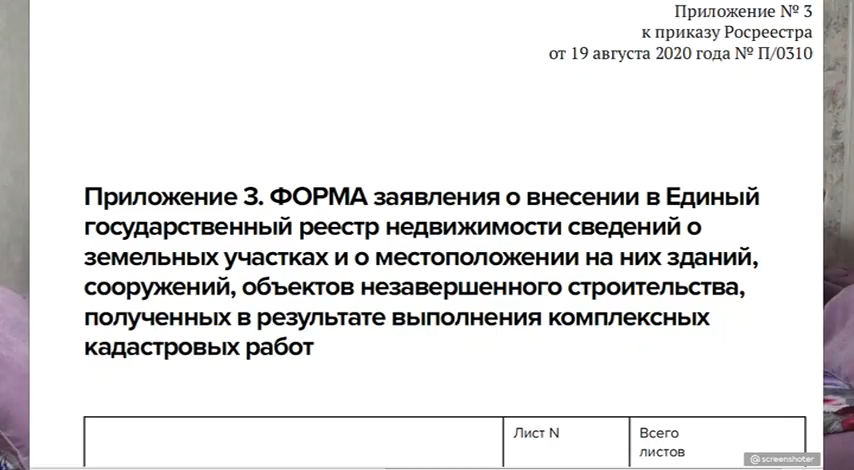 Приложение № 3
к приказу Росреестра
от 19 августа 2020 года № П/0310
Приложение 3. ФОРМА заявления о внесении в Единый
государственный реестр недвижимости сведений о
земельных участках и о местоположении на них зданий,
сооружений, объектов незавершенного строительства,
полученных в результате выполнения комплексных
кадастровых работ
Лист N
Всего
листов
@screenshoter